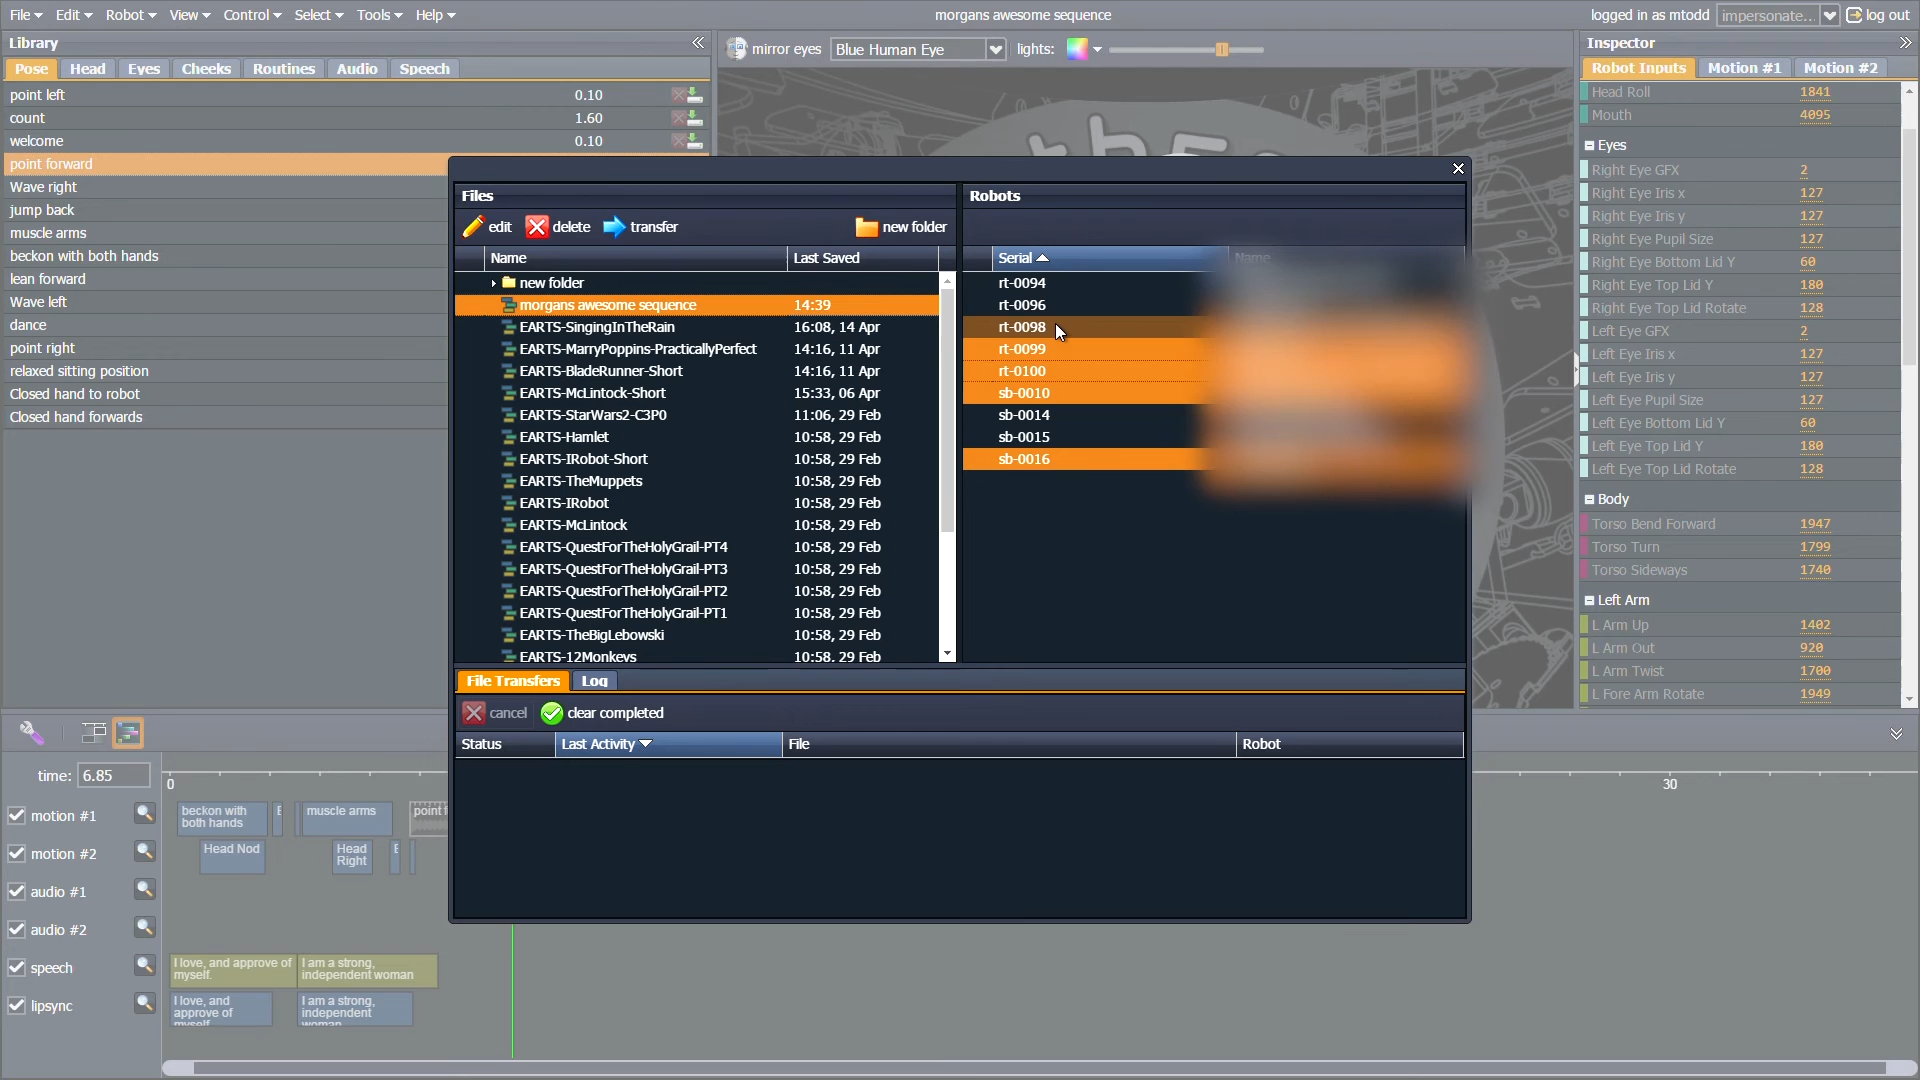 File Edit Robot View Control Select Tools Help
morgans awesome sequence
logged in as mtodd impersonate... log out
Library
Pose Head Eyes Cheeks Routines Audio Speech
point left 0.10
count 1.60
welcome 0.10
point forward
Wave right
jump back
muscle arms
beckon with both hands
lean forward
Wave left
dance
point right
relaxed sitting position
Closed hand to robot
Closed hand forwards
mirror eyes Blue Human Eye lights:
Files
edit delete transfer new folder
Name Last Saved
new folder
morgans awesome sequence 14:39
EARTS-SingingInTheRain 16:08, 14 Apr
EARTS-MarryPoppins-PracticallyPerfect 14:16, 11 Apr
EARTS-BladeRunner-Short 14:16, 11 Apr
EARTS-McLintock-Short 15:33, 06 Apr
EARTS-StarWars2-C3P0 11:06, 29 Feb
EARTS-Hamlet 10:58, 29 Feb
EARTS-IRobot-Short 10:58, 29 Feb
EARTS-TheMuppets 10:58, 29 Feb
EARTS-IRobot 10:58, 29 Feb
EARTS-McLintock 10:58, 29 Feb
EARTS-QuestForTheHolyGrail-PT4 10:58, 29 Feb
EARTS-QuestForTheHolyGrail-PT3 10:58, 29 Feb
EARTS-QuestForTheHolyGrail-PT2 10:58, 29 Feb
EARTS-QuestForTheHolyGrail-PT1 10:58, 29 Feb
EARTS-TheBigLebowski 10:58, 29 Feb
EARTS-12Monkeys 10:58, 29 Feb
Robots
Serial Name
rt-0094
rt-0096
rt-0098
rt-0099
rt-0100
sb-0010
sb-0014
sb-0015
sb-0016
File Transfers Log
cancel clear completed
Status Last Activity File Robot
Inspector
Robot Inputs Motion #1 Motion #2
Head Roll 1841
Mouth 4095
Eyes
Right Eye GFX 2
Right Eye Iris x 127
Right Eye Iris y 127
Right Eye Pupil Size 127
Right Eye Bottom Lid Y 60
Right Eye Top Lid Y 180
Right Eye Top Lid Rotate 128
Left Eye GFX 2
Left Eye Iris x 127
Left Eye Iris y 127
Left Eye Pupil Size 127
Left Eye Bottom Lid Y 60
Left Eye Top Lid Y 180
Left Eye Top Lid Rotate 128
Body
Torso Bend Forward 1947
Torso Turn 1799
Torso Sideways 1740
Left Arm
L Arm Up 1402
L Arm Out 920
L Arm Twist 1700
L Fore Arm Rotate 1949
time: 6.85
0 30
motion #1
beckon with
both hands
muscle arms
point f
motion #2
Head Nod
Head
Right
audio #1
audio #2
speech
I love, and approve of
myself.
I am a strong,
independent woman
lipsync
I love, and
approve of
myself
I am a strong,
independent
woman